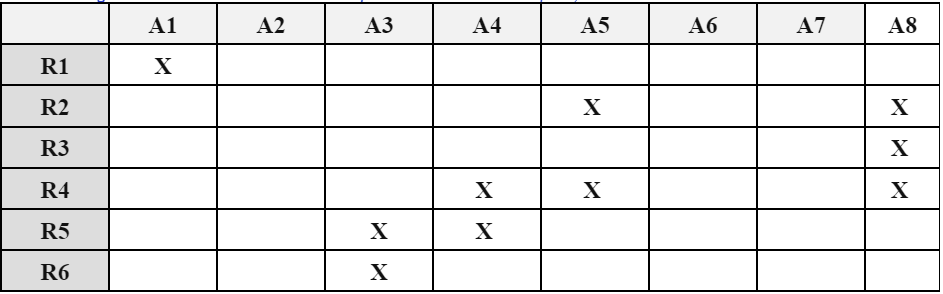 A1 A2 A3 A4 A5 A6 A7 A8
R1 X
R2 X X
R3 X
R4 X X X
R5 X X
R6 X